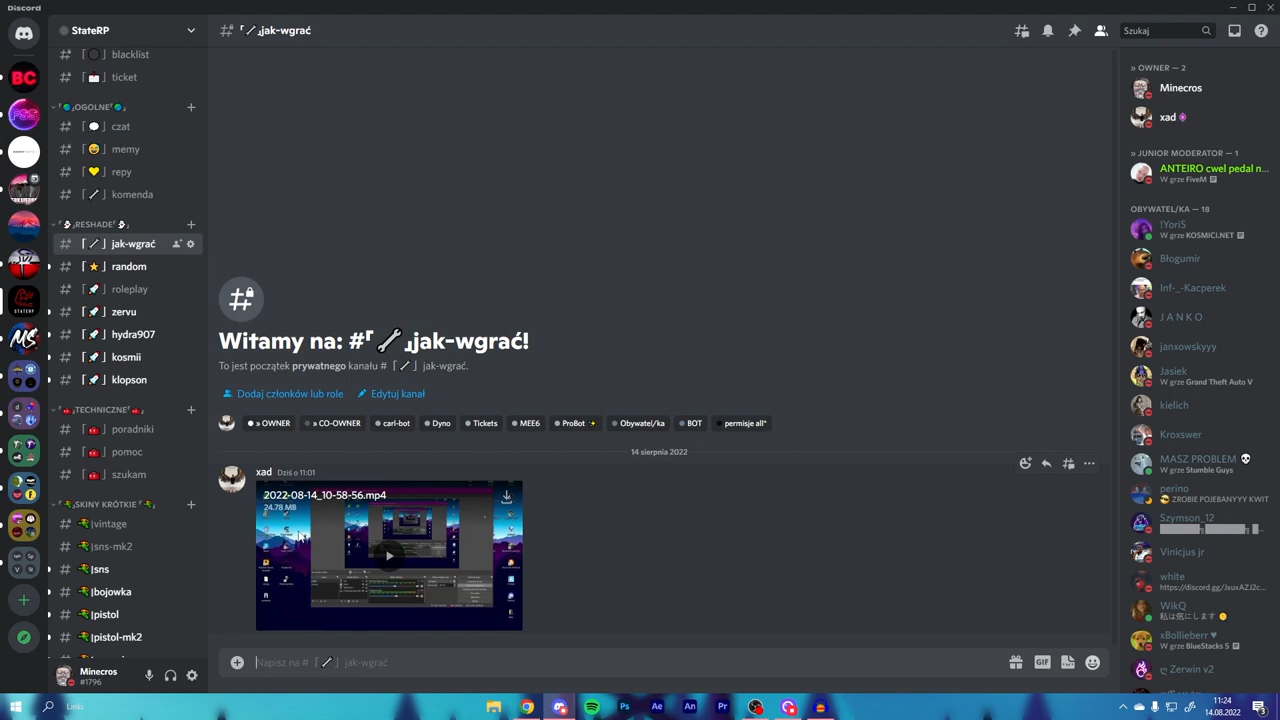 Discord
StateRP
「⚫」blacklist
「📩」ticket
「🌍」OGOLNE「🌍」
「💬」czat
「😄」memy
「💛」repy
「🔧」komenda
「👻」RESHADE「👻」
「🔧」jak-wgrać
「⭐」random
「🚀」roleplay
「🚀」zervu
「🚀」hydra907
「🚀」kosmii
「🚀」klopson
「🧰」TECHNICZNE「🧰」
「🧰」poradniki
「🧰」pomoc
「🧰」szukam
「🔫SKINY KRÓTKIE🔫」
🔫|vintage
🔫|sns-mk2
🔫|sns
🔫|bojowka
🔫|pistol
🔫|pistol-mk2
Minecros
#1796
「🔧」jak-wgrać
Szukaj
Witamy na: #「🔧」jak-wgrać!
To jest początek prywatnego kanału #「🔧」jak-wgrać.
Dodaj członków lub role
Edytuj kanał
» OWNER
» CO-OWNER
carl-bot
Dyno
Tickets
MEE6
ProBot ✨
Obywatel/ka
BOT
permisje all*
14 sierpnia 2022
xad Dziś o 11:01
2022-08-14_10-58-56.mp4
24.78 MB
Napisz na #「🔧」jak-wgrać
GIF
» OWNER — 2
Minecros
xad
» JUNIOR MODERATOR — 1
ANTEIRO cwel pedal n...
W grze FiveM
OBYWATEL/KA — 18
!YoriS
W grze KOSMICI.NET
Błogumir
Inf-_-Kacperek
J A N K O
janxowskyyy
Jasiek
W grze Grand Theft Auto V
kielich
Kroxswer
MASZ PROBLEM 💀
W grze Stumble Guys
perino
😎 ZROBIE POJEBANYYY KWIT
Szymson_12
Vinicjus jr
white
https://discord.gg/JxuxAZJ2c...
WikQ
私は気にします
xBollieberr ♥
W grze BlueStacks 5
ღ Zerwin v2
Linki
Ps
Ae
An
Pr
11:24
14.08.2022